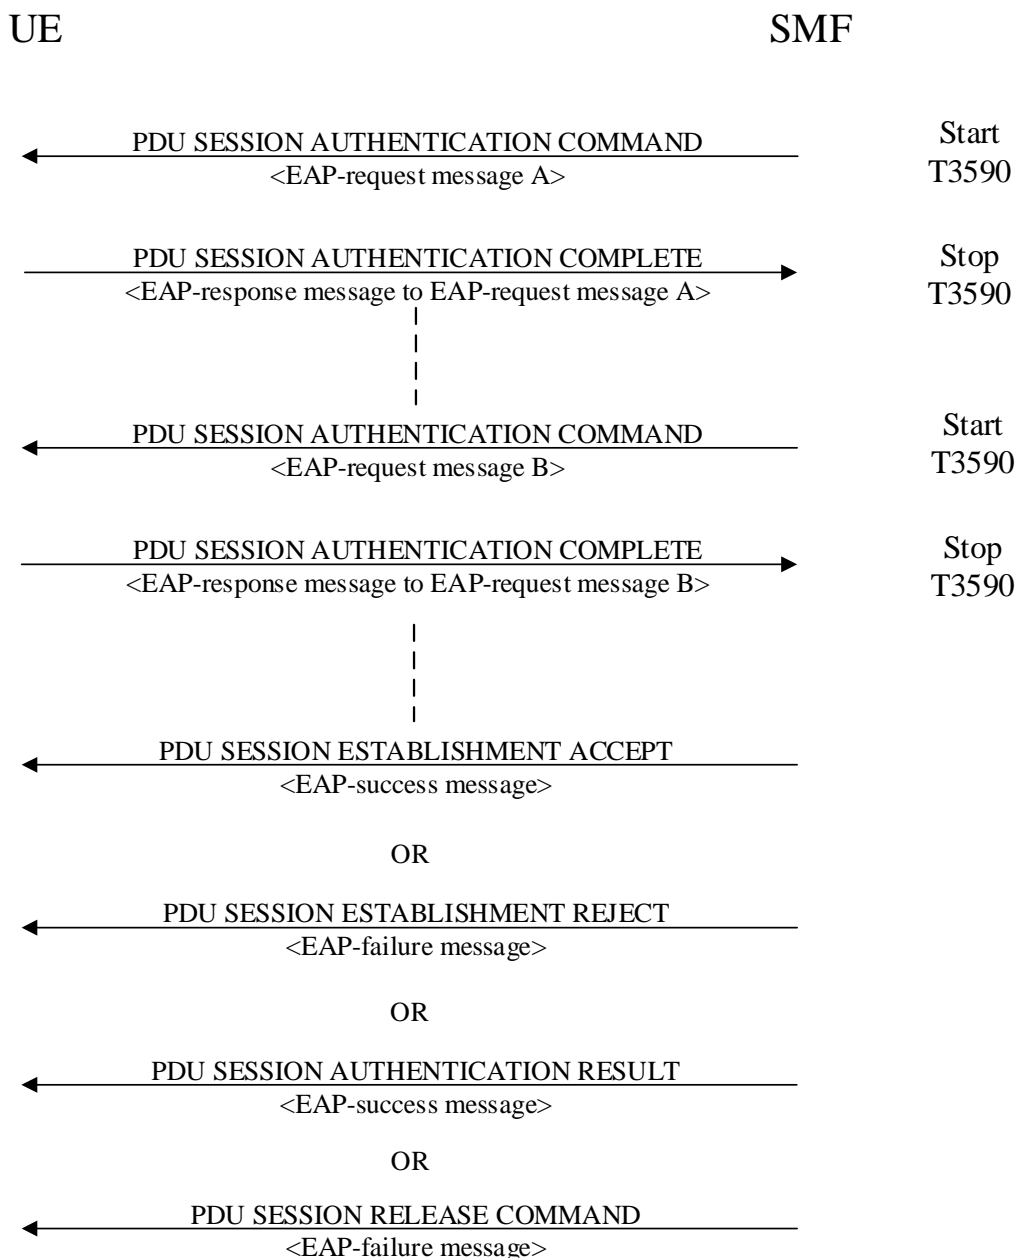 UE SMF
PDU SESSION AUTHENTICATION COMMAND
<EAP-request message A>
Start
T3590
PDU SESSION AUTHENTICATION COMPLETE
<EAP-response message to EAP-request message A>
Stop
T3590
PDU SESSION AUTHENTICATION COMMAND
<EAP-request message B>
Start
T3590
PDU SESSION AUTHENTICATION COMPLETE
<EAP-response message to EAP-request message B>
Stop
T3590
PDU SESSION ESTABLISHMENT ACCEPT
<EAP-success message>
OR
PDU SESSION ESTABLISHMENT REJECT
<EAP-failure message>
OR
PDU SESSION AUTHENTICATION RESULT
<EAP-success message>
OR
PDU SESSION RELEASE COMMAND
<EAP-failure message>